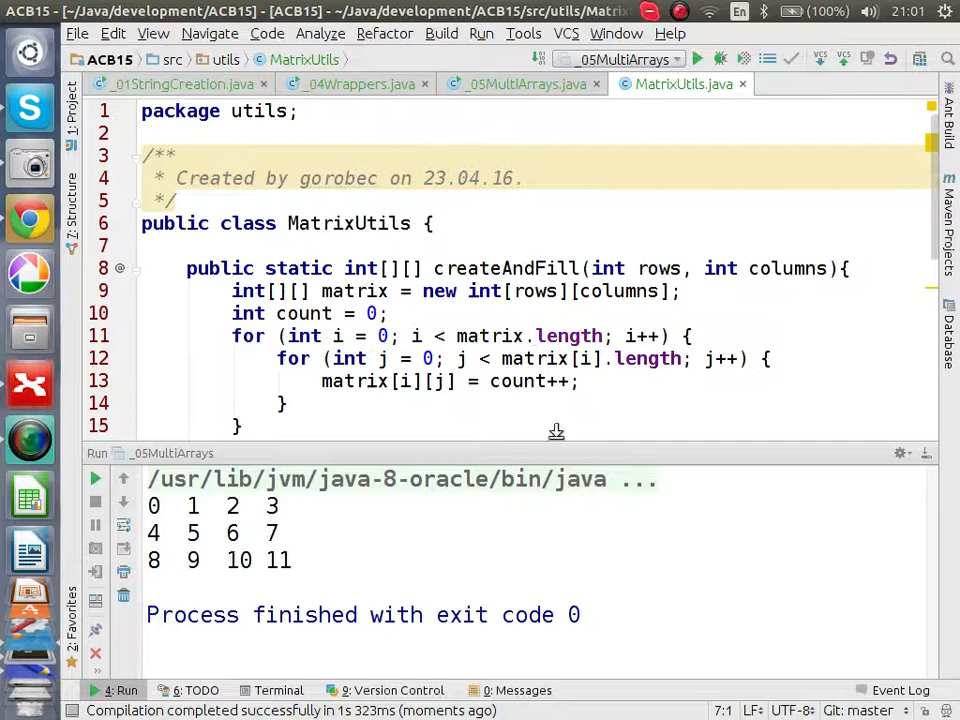 ACB15 - [~/Java/development/ACB15] - [ACB15] - ~/Java/development/ACB15/src/utils/Matrix
En
(100%)
21:01
File Edit View Navigate Code Analyze Refactor Build Run Tools VCS Window Help
ACB15 src utils MatrixUtils
_05MultiArrays
VCS VCS
_01StringCreation.java _04Wrappers.java _05MultiArrays.java MatrixUtils.java
1: Project
7: Structure
2: Favorites
Ant Build
Maven Projects
Database
1 package utils;
2
3 /**
4 * Created by gorobec on 23.04.16.
5 */
6 public class MatrixUtils {
7
8 @ public static int[][] createAndFill(int rows, int columns){
9 int[][] matrix = new int[rows][columns];
10 int count = 0;
11 for (int i = 0; i < matrix.length; i++) {
12 for (int j = 0; j < matrix[i].length; j++) {
13 matrix[i][j] = count++;
14 }
15 }
Run _05MultiArrays
/usr/lib/jvm/java-8-oracle/bin/java ...
0 1 2 3
4 5 6 7
8 9 10 11
Process finished with exit code 0
4: Run 6: TODO Terminal 9: Version Control 0: Messages Event Log
Compilation completed successfully in 1s 323ms (moments ago) 7:1 LF UTF-8 Git: master